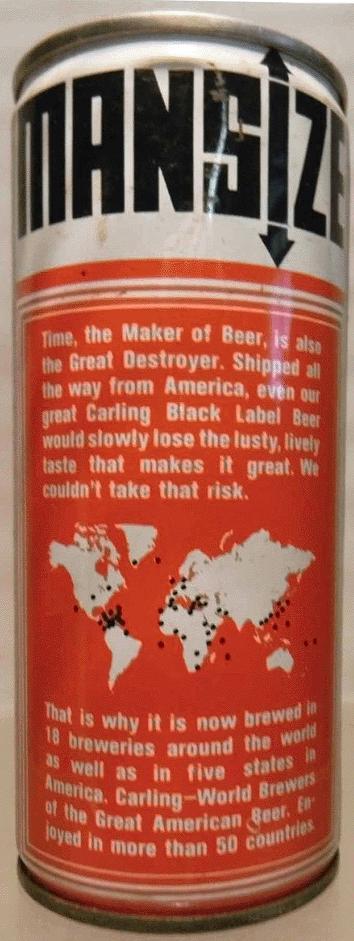 MANSIZE
Time, the Maker of Beer, is also
the Great Destroyer. Shipped all
the way from America, even our
great Carling Black Label Beer
would slowly lose the lusty, lively
taste that makes it great. We
couldn't take that risk.
That is why it is now brewed in
18 breweries around the world
as well as in five states in
America. Carling-World Brewers
of the Great American Beer. En-
joyed in more than 50 countries.